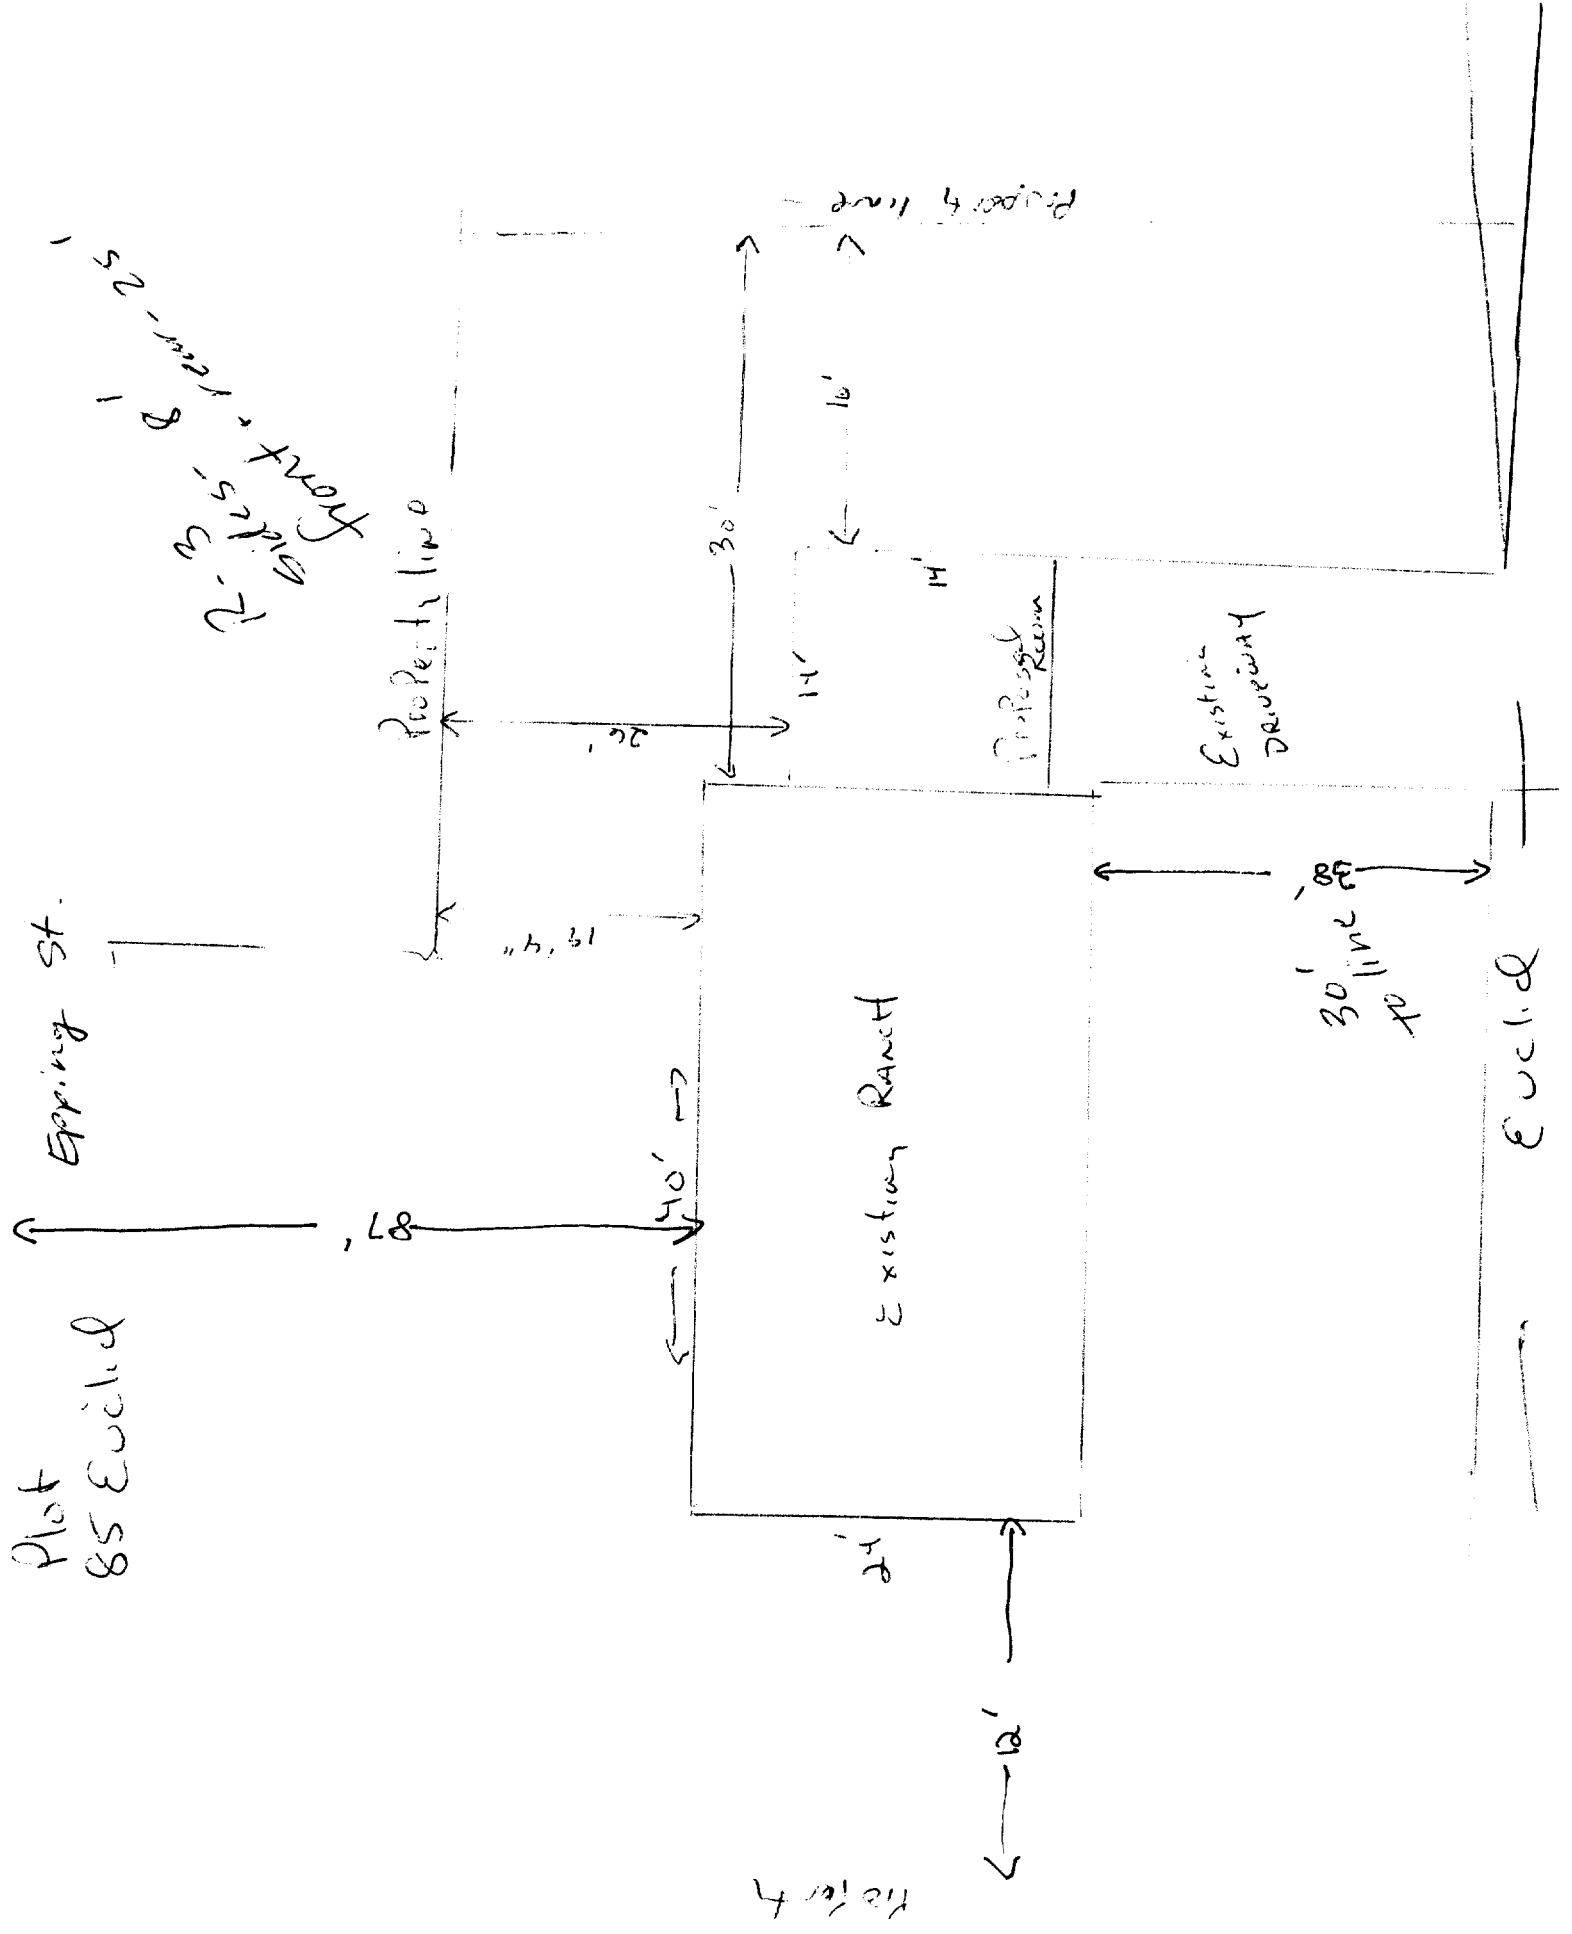 Plot
85 Euclid
Epping St.
R-3
sides' 8'
front & rear - 25'
Property line
87'
19'4"
26'
30'
16'
Property line
40'
14'
14'
Existing Ranch
Proposed
Room
24'
Existing
DRIVEWAY
12'
38'
30'
to line
Property
Euclid